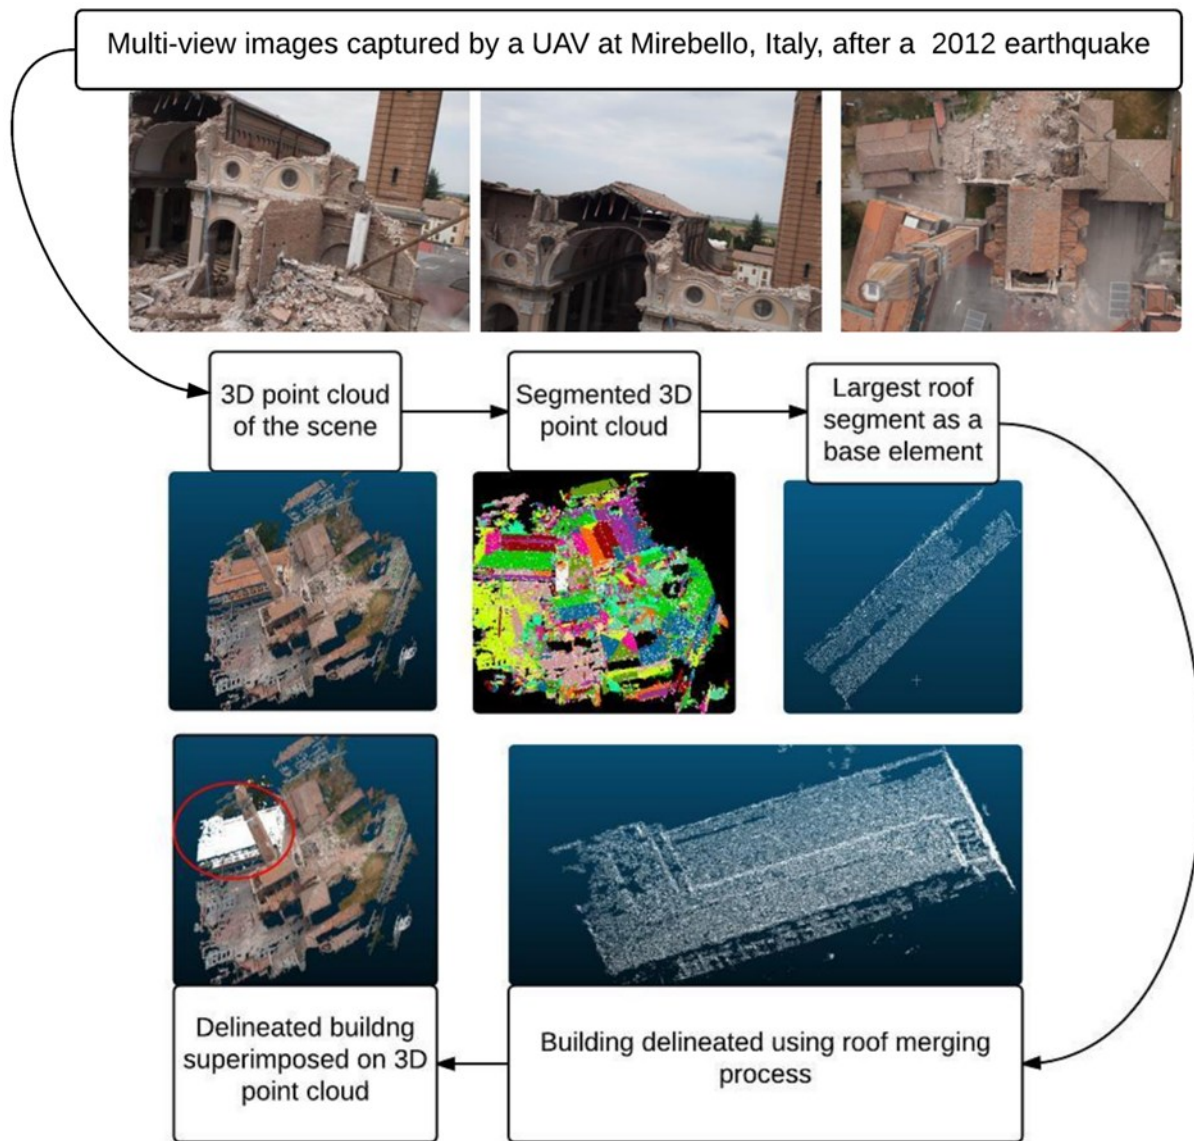 Multi-view images captured by a UAV at Mirebello, Italy, after a 2012 earthquake
3D point cloud
of the scene
Segmented 3D
point cloud
Largest roof
segment as a
base element
Delineated buildng
superimposed on 3D
point cloud
Building delineated using roof merging
process